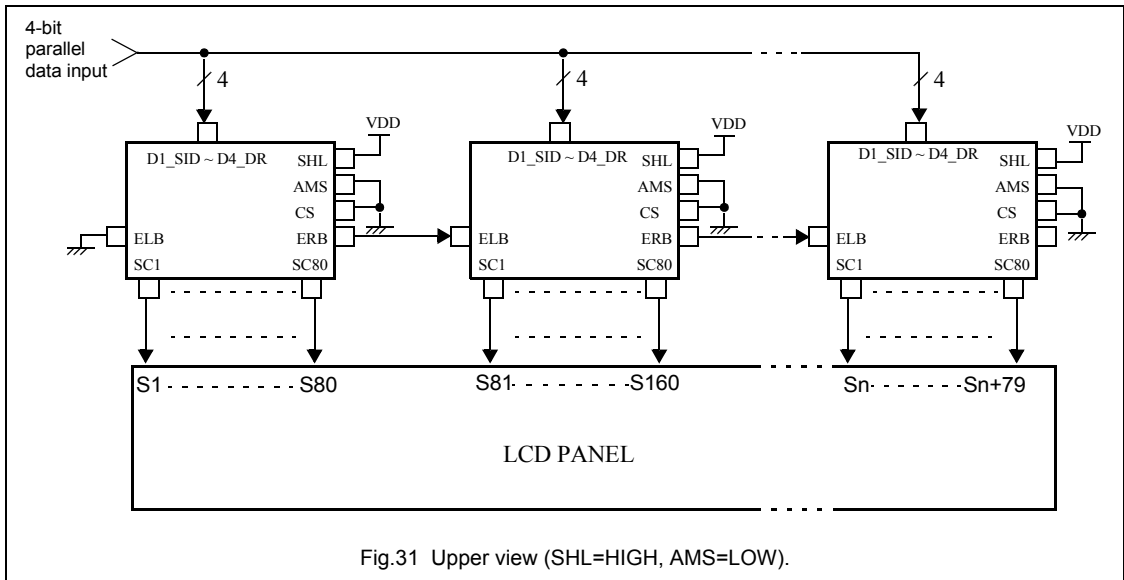 4-bit
parallel
data input
4
4
4
VDD
VDD
VDD
D1_SID ~ D4_DR
SHL
AMS
CS
ELB
ERB
SC1
SC80
D1_SID ~ D4_DR
SHL
AMS
CS
ELB
ERB
SC1
SC80
D1_SID ~ D4_DR
SHL
AMS
CS
ELB
ERB
SC1
SC80
S1 S80 S81 S160 Sn Sn+79
LCD PANEL
Fig.31 Upper view (SHL=HIGH, AMS=LOW).